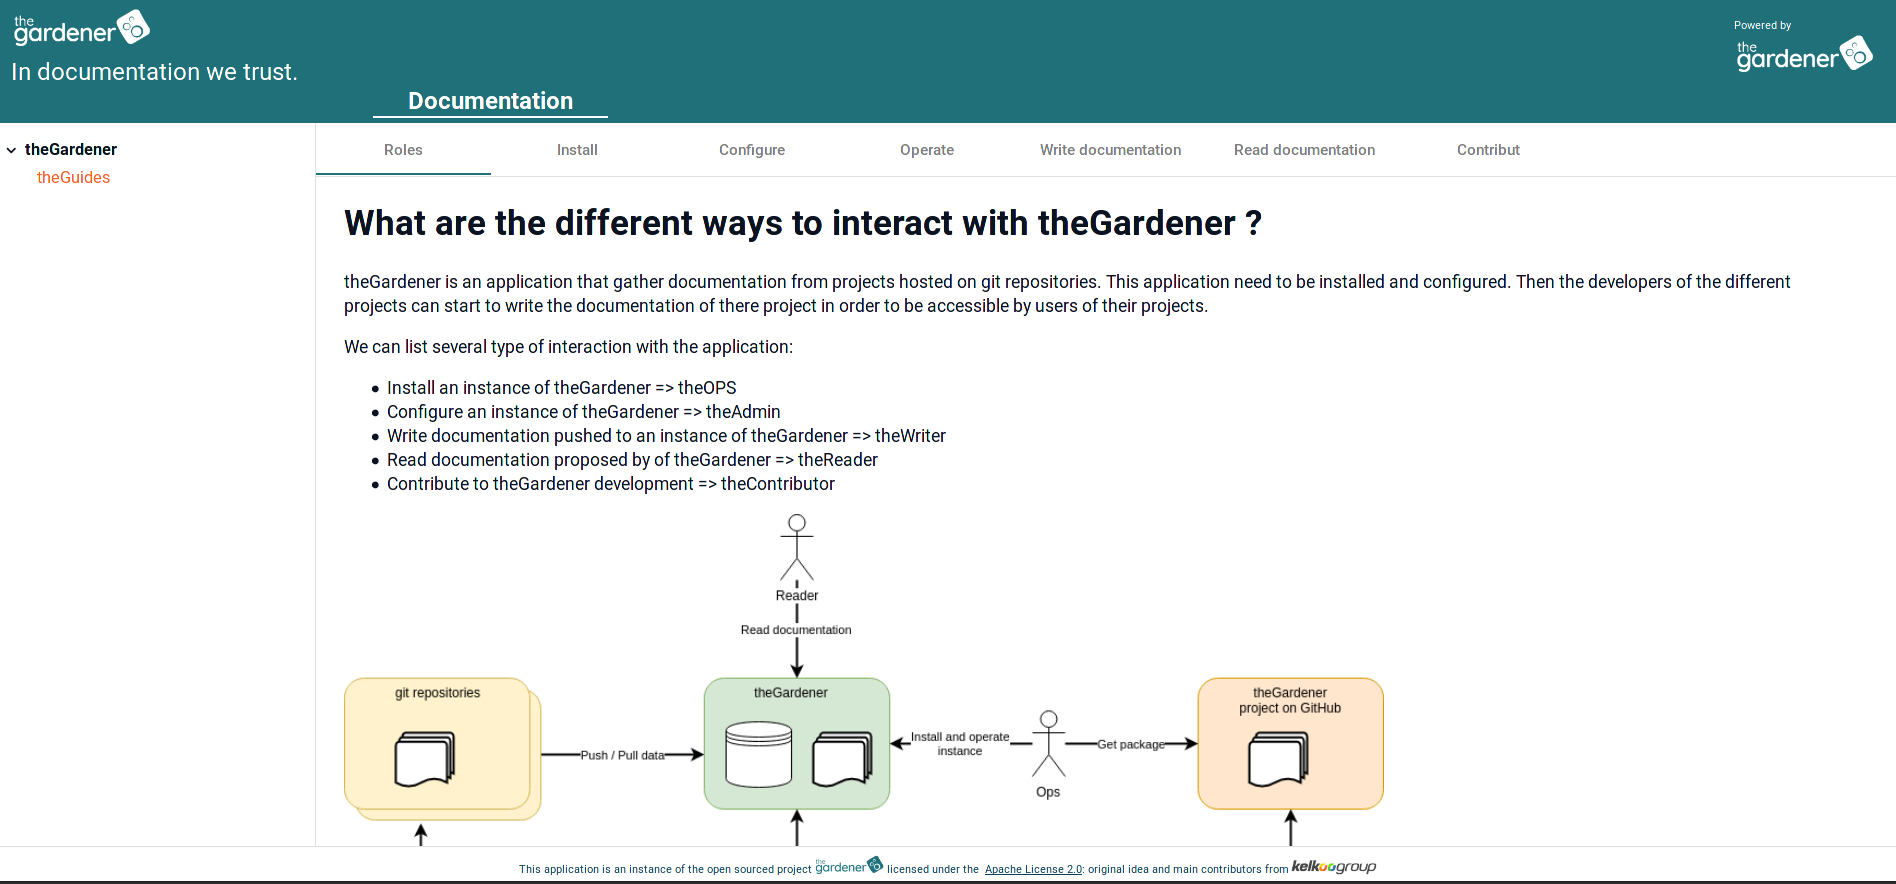 the
gardener
In documentation we trust.
Powered by
the
gardener
Documentation
theGardener
theGuides
Roles
Install
Configure
Operate
Write documentation
Read documentation
Contribut
What are the different ways to interact with theGardener ?
theGardener is an application that gather documentation from projects hosted on git repositories. This application need to be installed and configured. Then the developers of the different
projects can start to write the documentation of there project in order to be accessible by users of their projects.
We can list several type of interaction with the application:
• Install an instance of theGardener => theOPS
• Configure an instance of theGardener => theAdmin
• Write documentation pushed to an instance of theGardener => theWriter
• Read documentation proposed by of theGardener => theReader
• Contribute to theGardener development => theContributor
Reader
Read documentation
git repositories
Push / Pull data
theGardener
Install and operate
instance
Ops
Get package
theGardener
project on GitHub
This application is an instance of the open sourced project the gardener licensed under the Apache License 2.0: original idea and main contributors from kelkoogroup